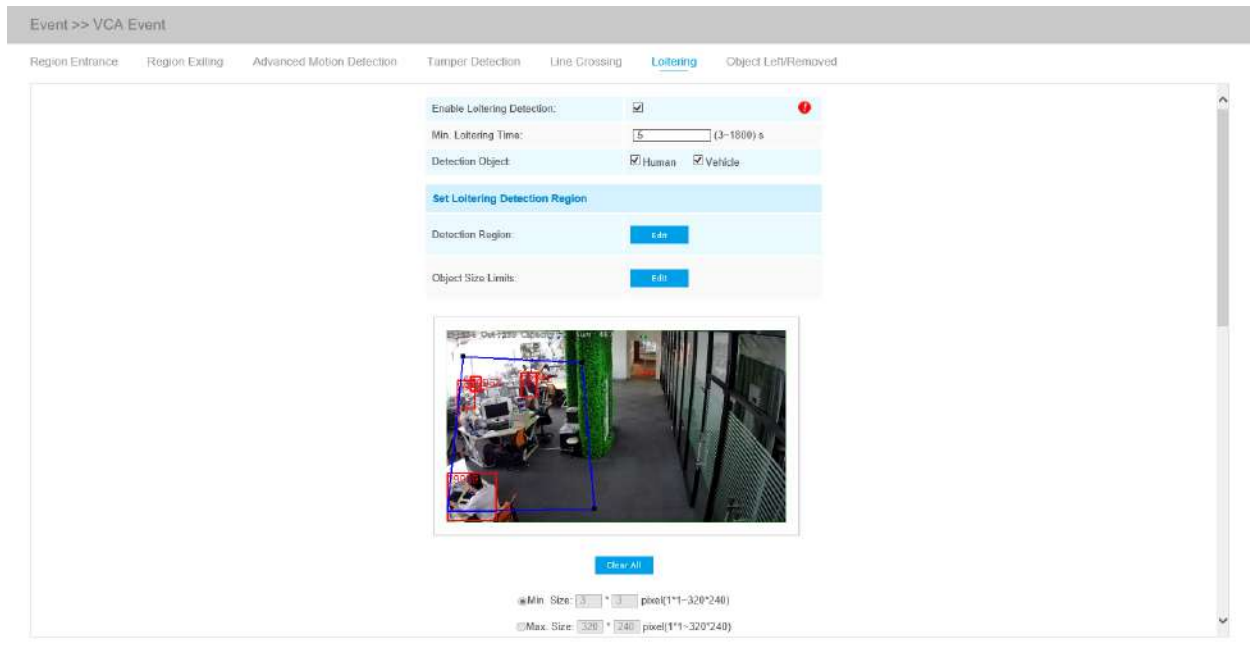 Event >> VCA Event
Region Entrance Region Exiting Advanced Motion Detection Tamper Detection Line Crossing Loitering Object Left/Removed
Enable Loitering Detection:
Min. Loitering Time: 5 (3~1800) s
Detection Object: Human Vehicle
Set Loitering Detection Region
Detection Region: Edit
Object Size Limits: Edit
Clear All
Min. Size: 3 * 3 pixel(1*1~320*240)
Max. Size: 320 * 240 pixel(1*1~320*240)